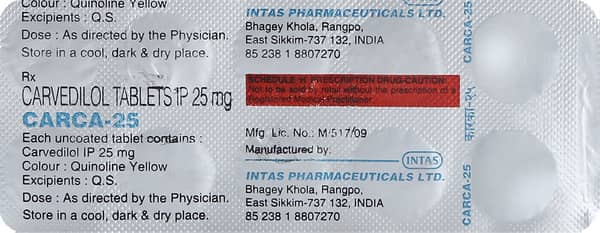 Colour : Quinoline Yellow
Excipients : Q.S.
Dose : As directed by the Physician.
Store in a cool, dark & dry place.
Rx
CARVEDILOL TABLETS IP 25 mg
CARCA-25
Each uncoated tablet contains :
Carvedilol IP 25 mg
Colour : Quinoline Yellow
Excipients : Q.S.
Dose : As directed by the Physician.
Store in a cool, dark & dry place.
INTAS PHARMACEUTICALS LTD.
Bhagey Khola, Rangpo,
East Sikkim-737 132, INDIA
85 238 1 8807270
SCHEDULE H PRESCRIPTION DRUG-CAUTION:
Not to be sold by retail without the prescription of a
Registered Medical Practitioner.
Mfg. Lic. No.: M/517/09
Manufactured by:
INTAS
INTAS PHARMACEUTICALS LTD.
Bhagey Khola, Rangpo,
East Sikkim-737 132, INDIA
85 238 1 8807270
CARCA-25
कारका-२५
CARCA-25